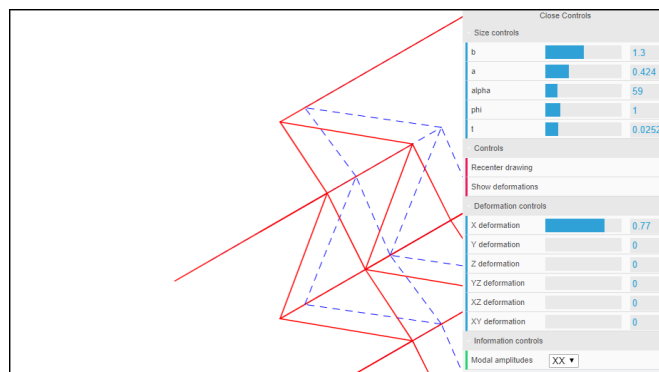 Close Controls
Size controls
b 1.3
a 0.424
alpha 59
phi 1
t 0.0252
Controls
Recenter drawing
Show deformations
Deformation controls
X deformation 0.77
Y deformation 0
Z deformation 0
YZ deformation 0
XZ deformation 0
XY deformation 0
Information controls
Modal amplitudes XX